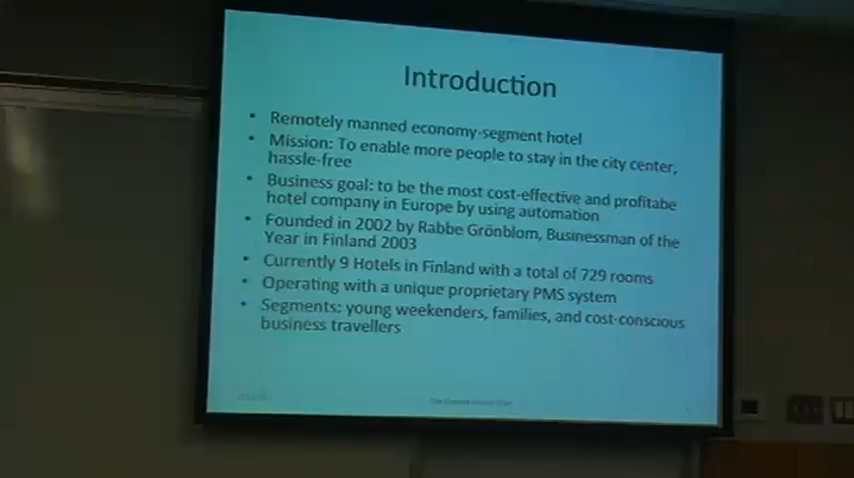 Introduction
• Remotely manned economy-segment hotel
• Mission: To enable more people to stay in the city center,
hassle-free
• Business goal: to be the most cost-effective and profitabe
hotel company in Europe by using automation
• Founded in 2002 by Rabbe Grönblom, Businessman of the
Year in Finland 2003
• Currently 9 Hotels in Finland with a total of 729 rooms
• Operating with a unique proprietary PMS system
• Segments: young weekenders, families, and cost-conscious
business travellers